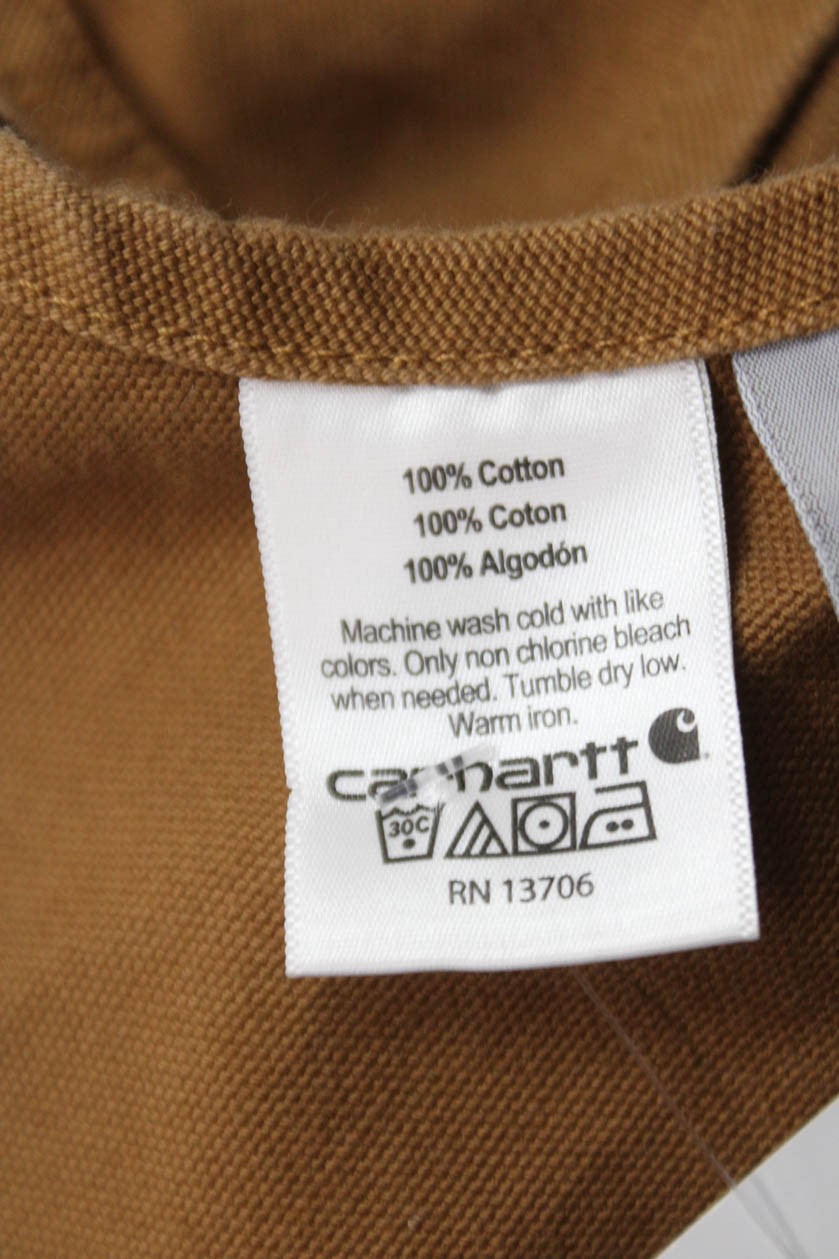 100% Cotton
100% Coton
100% Algodón
Machine wash cold with like
colors. Only non chlorine bleach
when needed. Tumble dry low.
Warm iron.
carhartt
30C
RN 13706